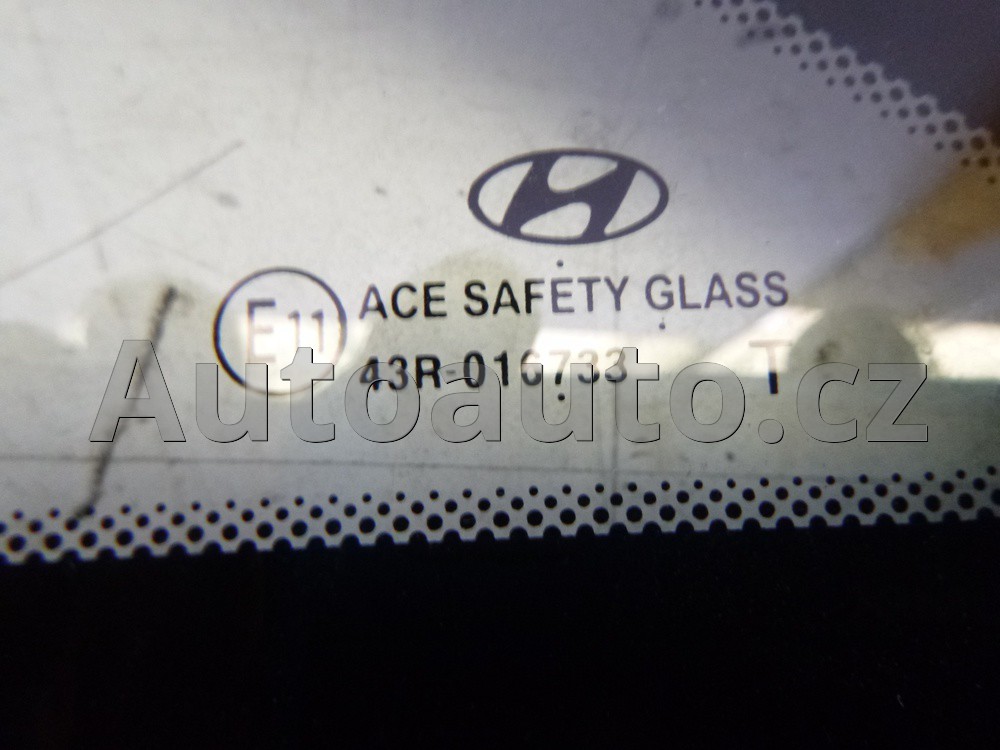 E11
ACE SAFETY GLASS
43R-016733 T
Autoauto.cz